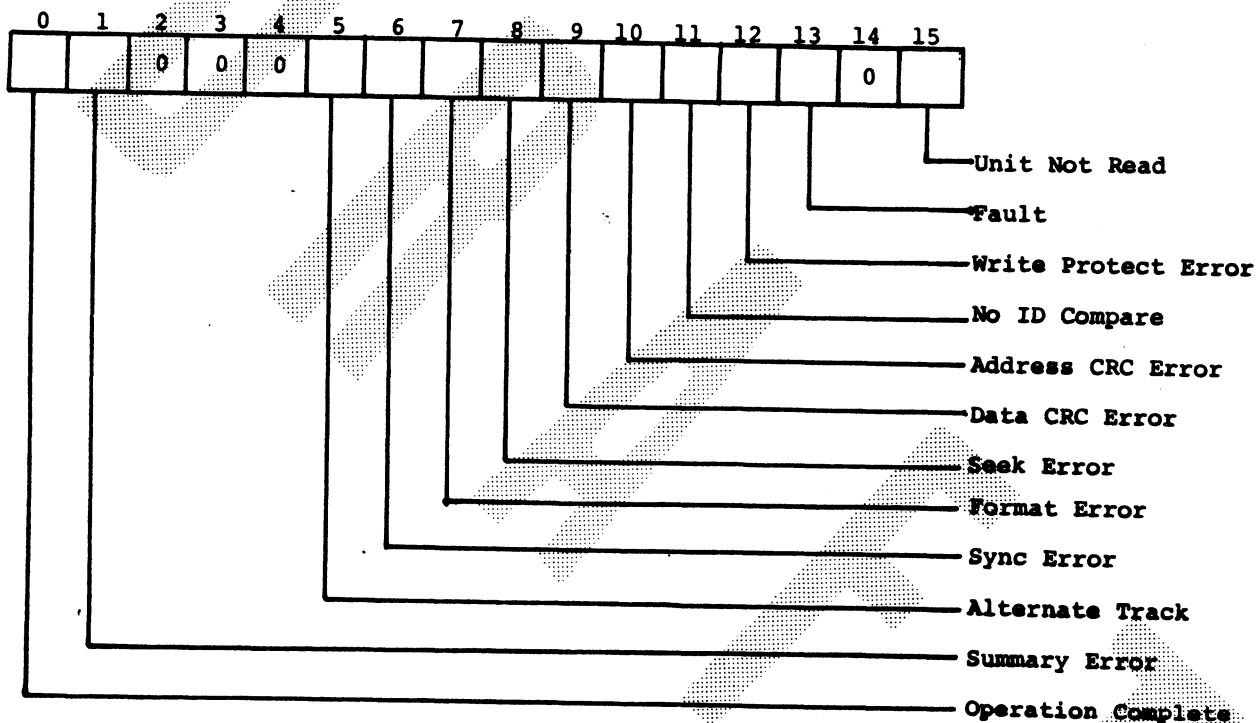 0 1 2 3 4 5 6 7 8 9 10 11 12 13 14 15
0 0 0 0
Unit Not Read
Fault
Write Protect Error
No ID Compare
Address CRC Error
Data CRC Error
Seek Error
Format Error
Sync Error
Alternate Track
Summary Error
Operation Complete